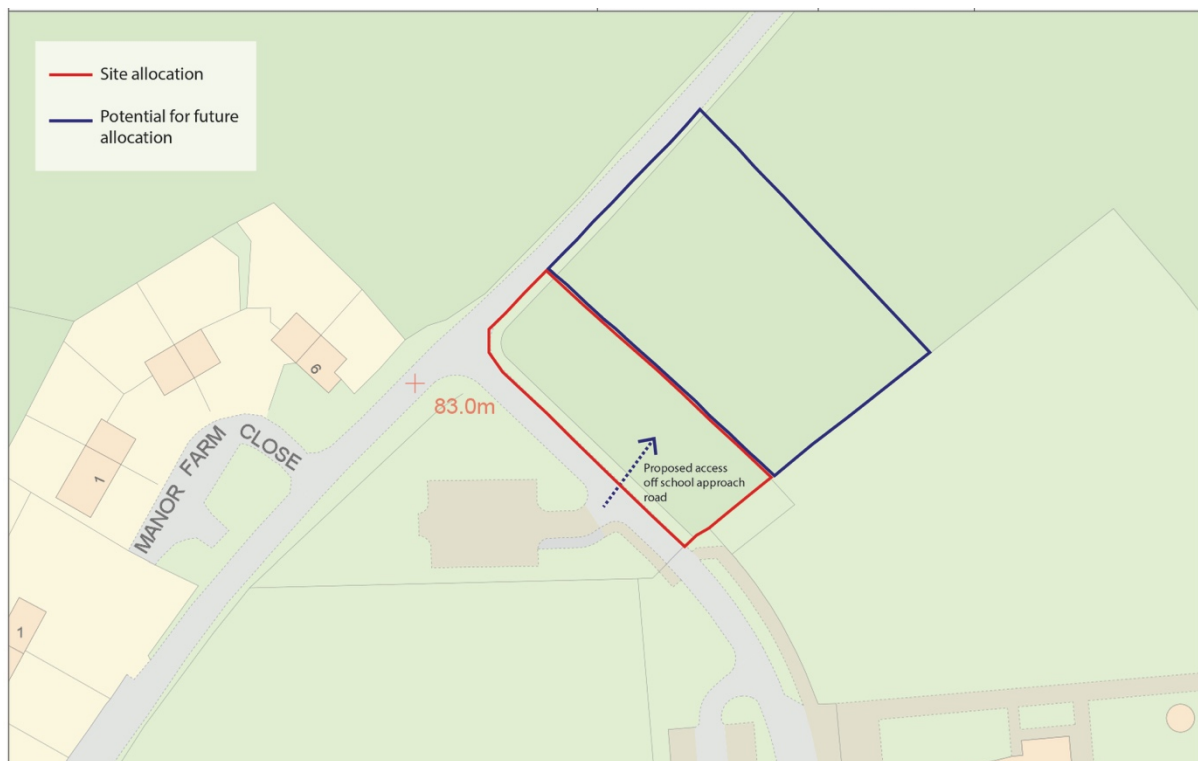 Site allocation
Potential for future
allocation
6
83.0m
MANOR FARM CLOSE
1
Proposed access
off school approach
road
1